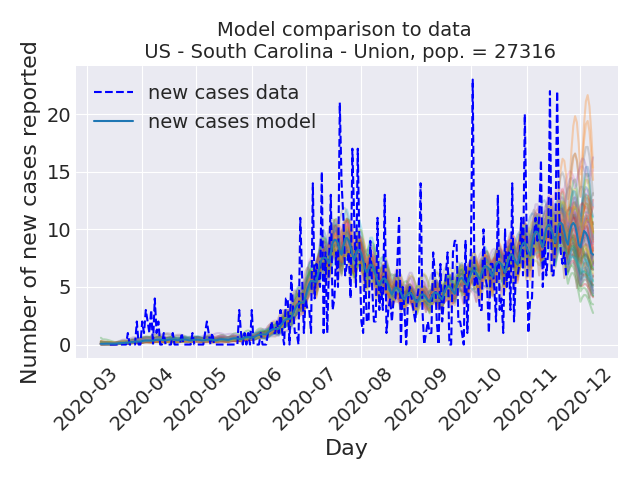 Model comparison to data
US - South Carolina - Union, pop. = 27316
Number of new cases reported
new cases data
new cases model
20
15
10
5
0
2020-03
2020-04
2020-05
2020-06
2020-07
2020-08
2020-09
2020-10
2020-11
2020-12
Day